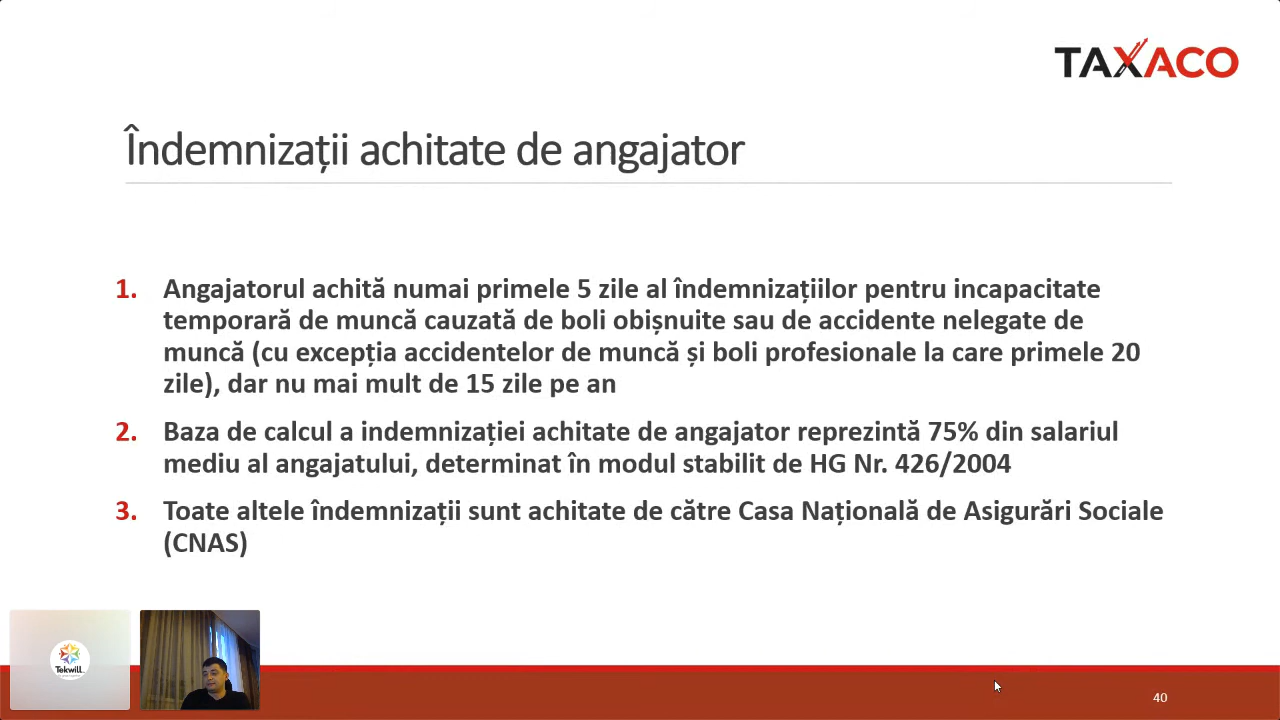 TAXACO
Îndemnizații achitate de angajator
1. Angajatorul achită numai primele 5 zile al îndemnizațiilor pentru incapacitate
temporară de muncă cauzată de boli obișnuite sau de accidente nelegate de
muncă (cu excepția accidentelor de muncă și boli profesionale la care primele 20
zile), dar nu mai mult de 15 zile pe an
2. Baza de calcul a indemnizației achitate de angajator reprezintă 75% din salariul
mediu al angajatului, determinat în modul stabilit de HG Nr. 426/2004
3. Toate altele îndemnizații sunt achitate de către Casa Națională de Asigurări Sociale
(CNAS)
Tekwill
40